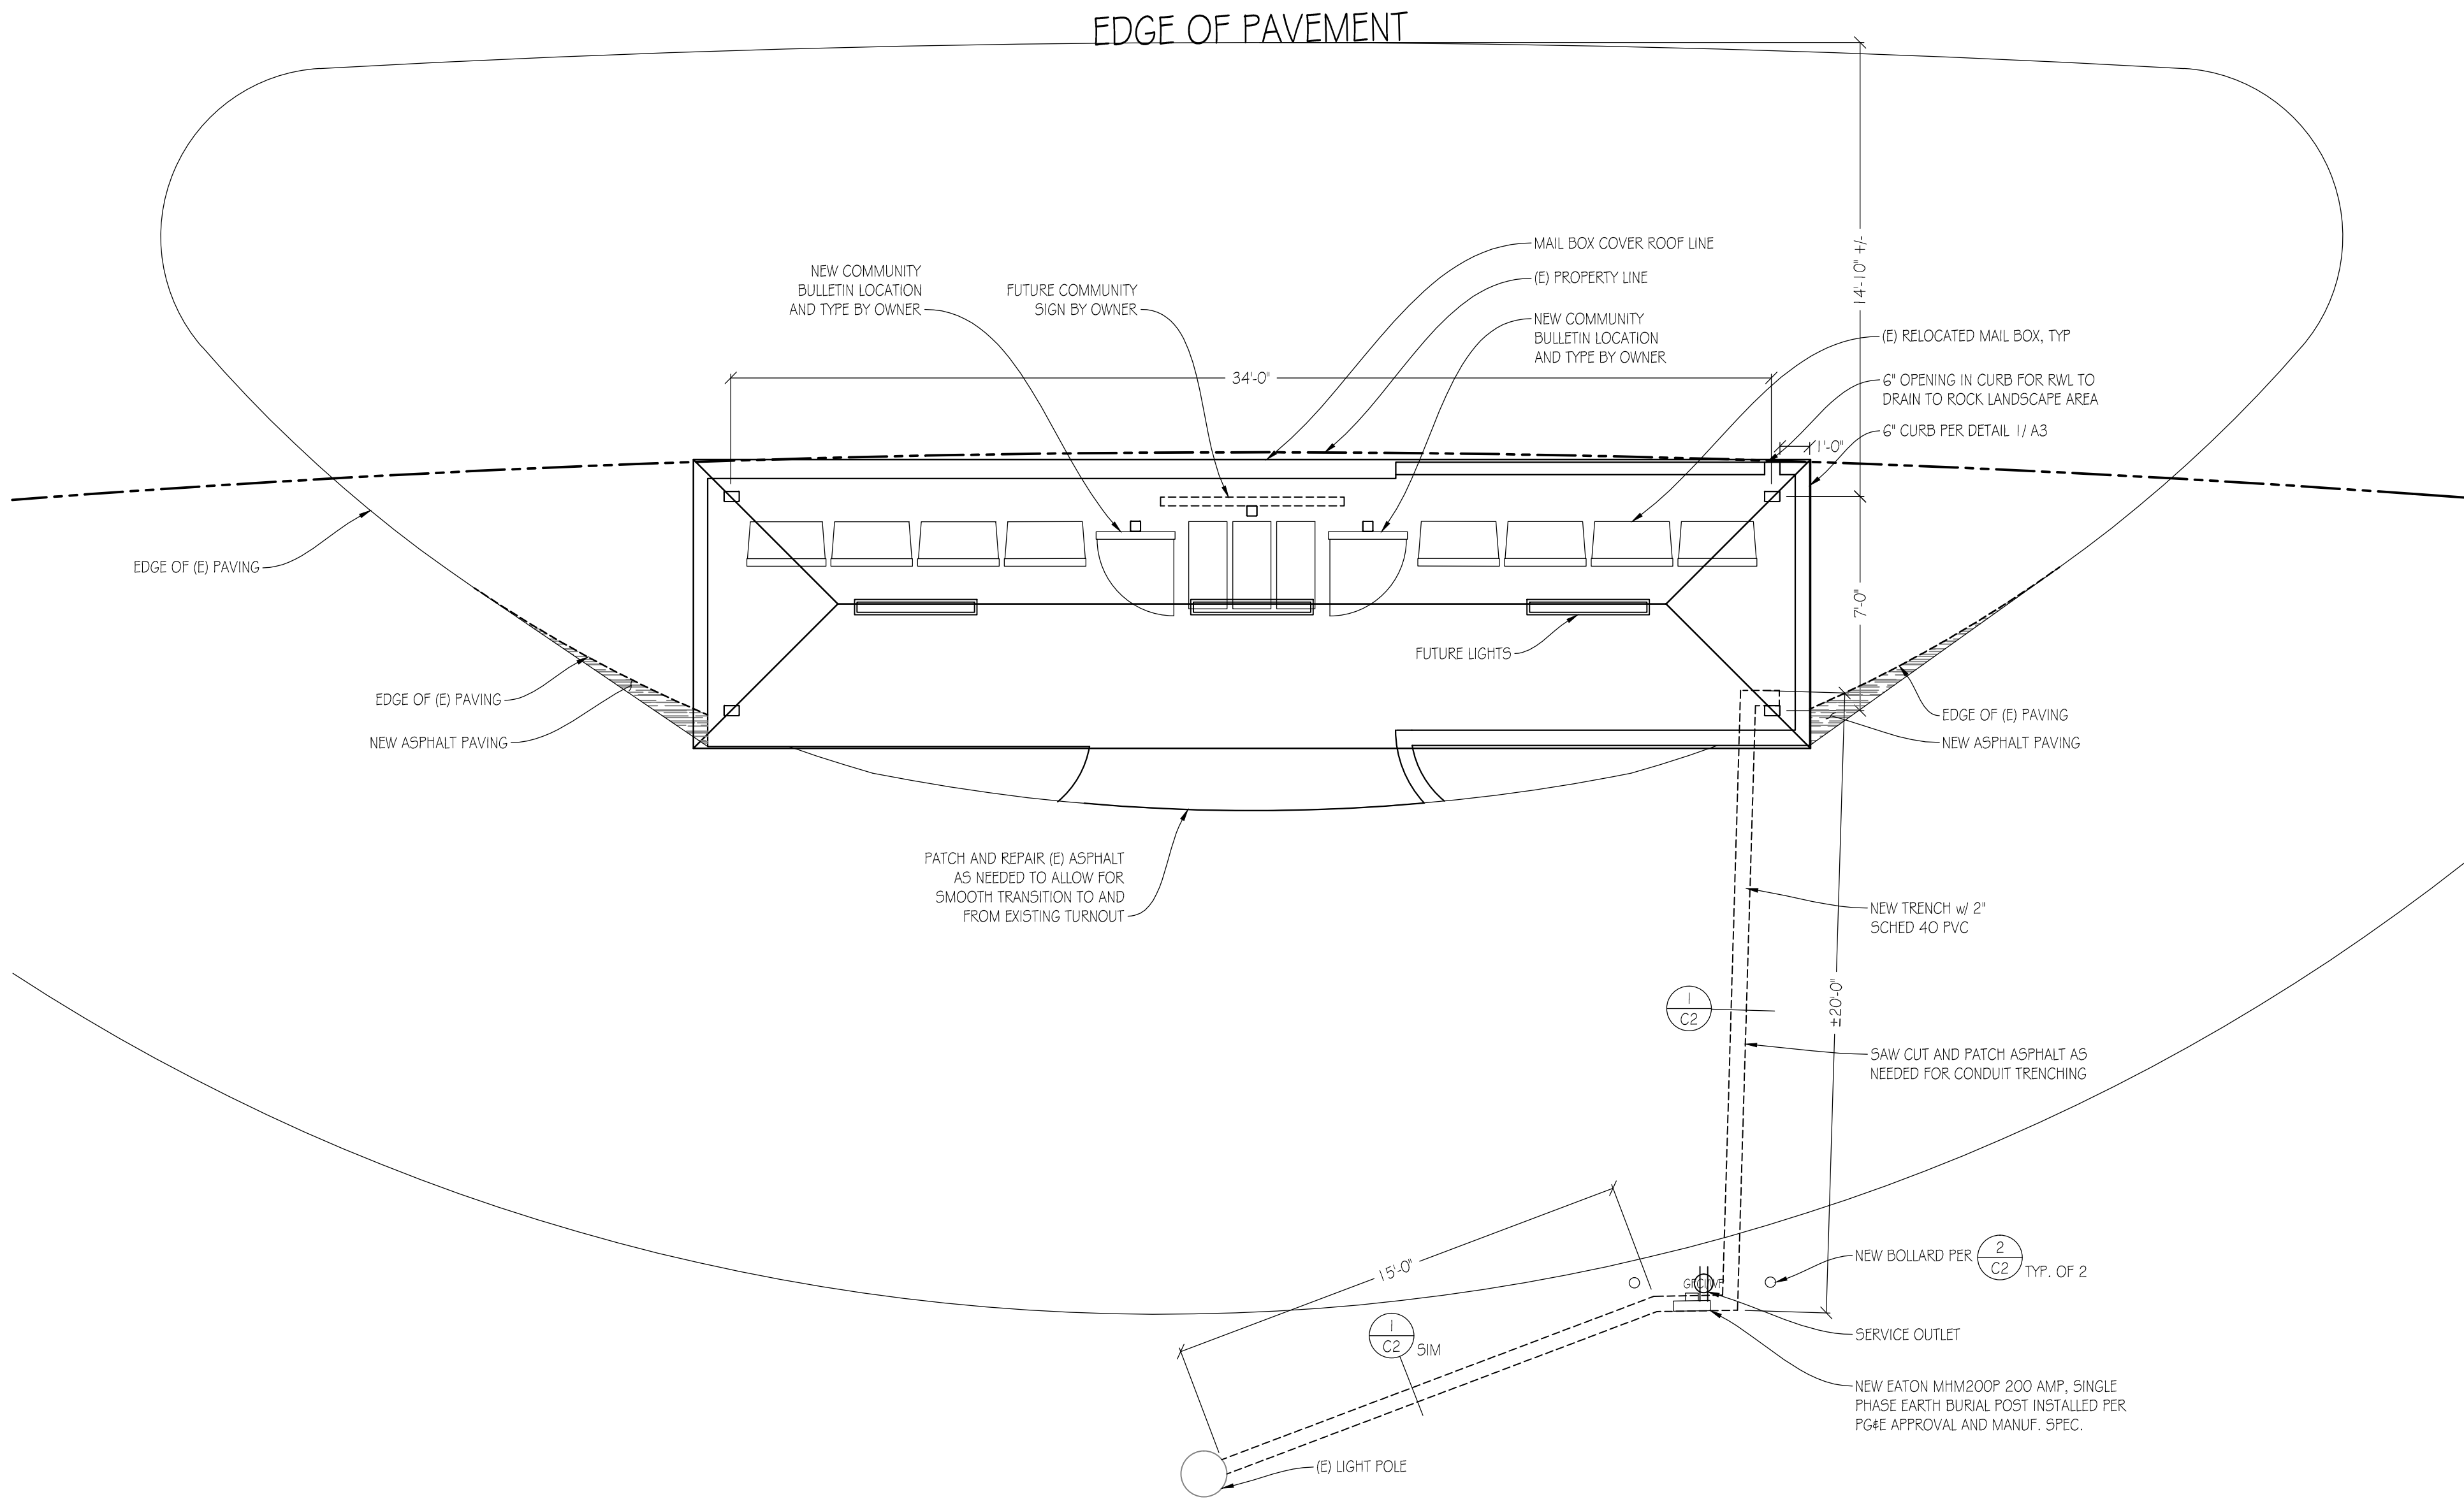 EDGE OF PAVEMENT
MAIL BOX COVER ROOF LINE
14'-10" +/-
NEW COMMUNITY
BULLETIN LOCATION
AND TYPE BY OWNER
FUTURE COMMUNITY
SIGN BY OWNER
(E) PROPERTY LINE
NEW COMMUNITY
BULLETIN LOCATION
AND TYPE BY OWNER
(E) RELOCATED MAIL BOX, TYP
34'-0"
6" OPENING IN CURB FOR RWL TO
DRAIN TO ROCK LANDSCAPE AREA
6" CURB PER DETAIL 1/ A3
1'-0"
EDGE OF (E) PAVING
7'-0"
FUTURE LIGHTS
EDGE OF (E) PAVING
NEW ASPHALT PAVING
EDGE OF (E) PAVING
NEW ASPHALT PAVING
PATCH AND REPAIR (E) ASPHALT
AS NEEDED TO ALLOW FOR
SMOOTH TRANSITION TO AND
FROM EXISTING TURNOUT
NEW TRENCH w/ 2"
SCHED 40 PVC
±20'-0"
1
C2
SAW CUT AND PATCH ASPHALT AS
NEEDED FOR CONDUIT TRENCHING
15'-0"
NEW BOLLARD PER
2
C2
TYP. OF 2
1
C2
SIM
SERVICE OUTLET
NEW EATON MHM200P 200 AMP, SINGLE
PHASE EARTH BURIAL POST INSTALLED PER
PG&E APPROVAL AND MANUF. SPEC.
(E) LIGHT POLE